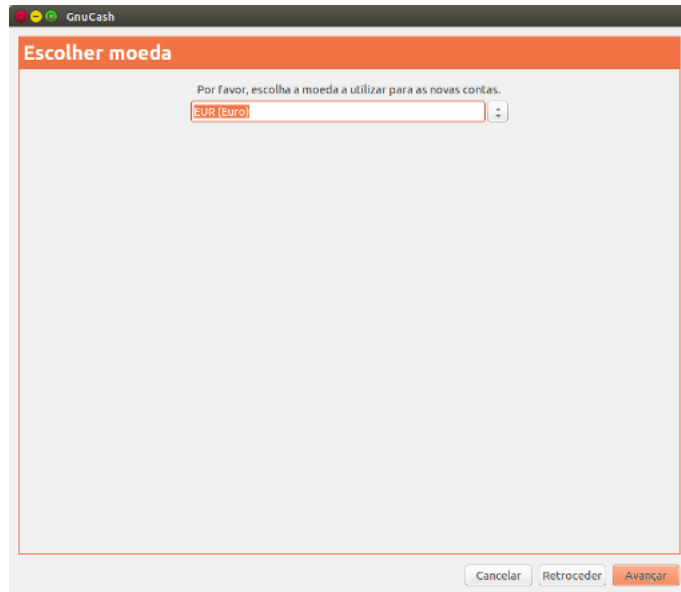 GnuCash
Escolher moeda
Por favor, escolha a moeda a utilizar para as novas contas.
EUR (Euro)
Cancelar Retroceder Avançar